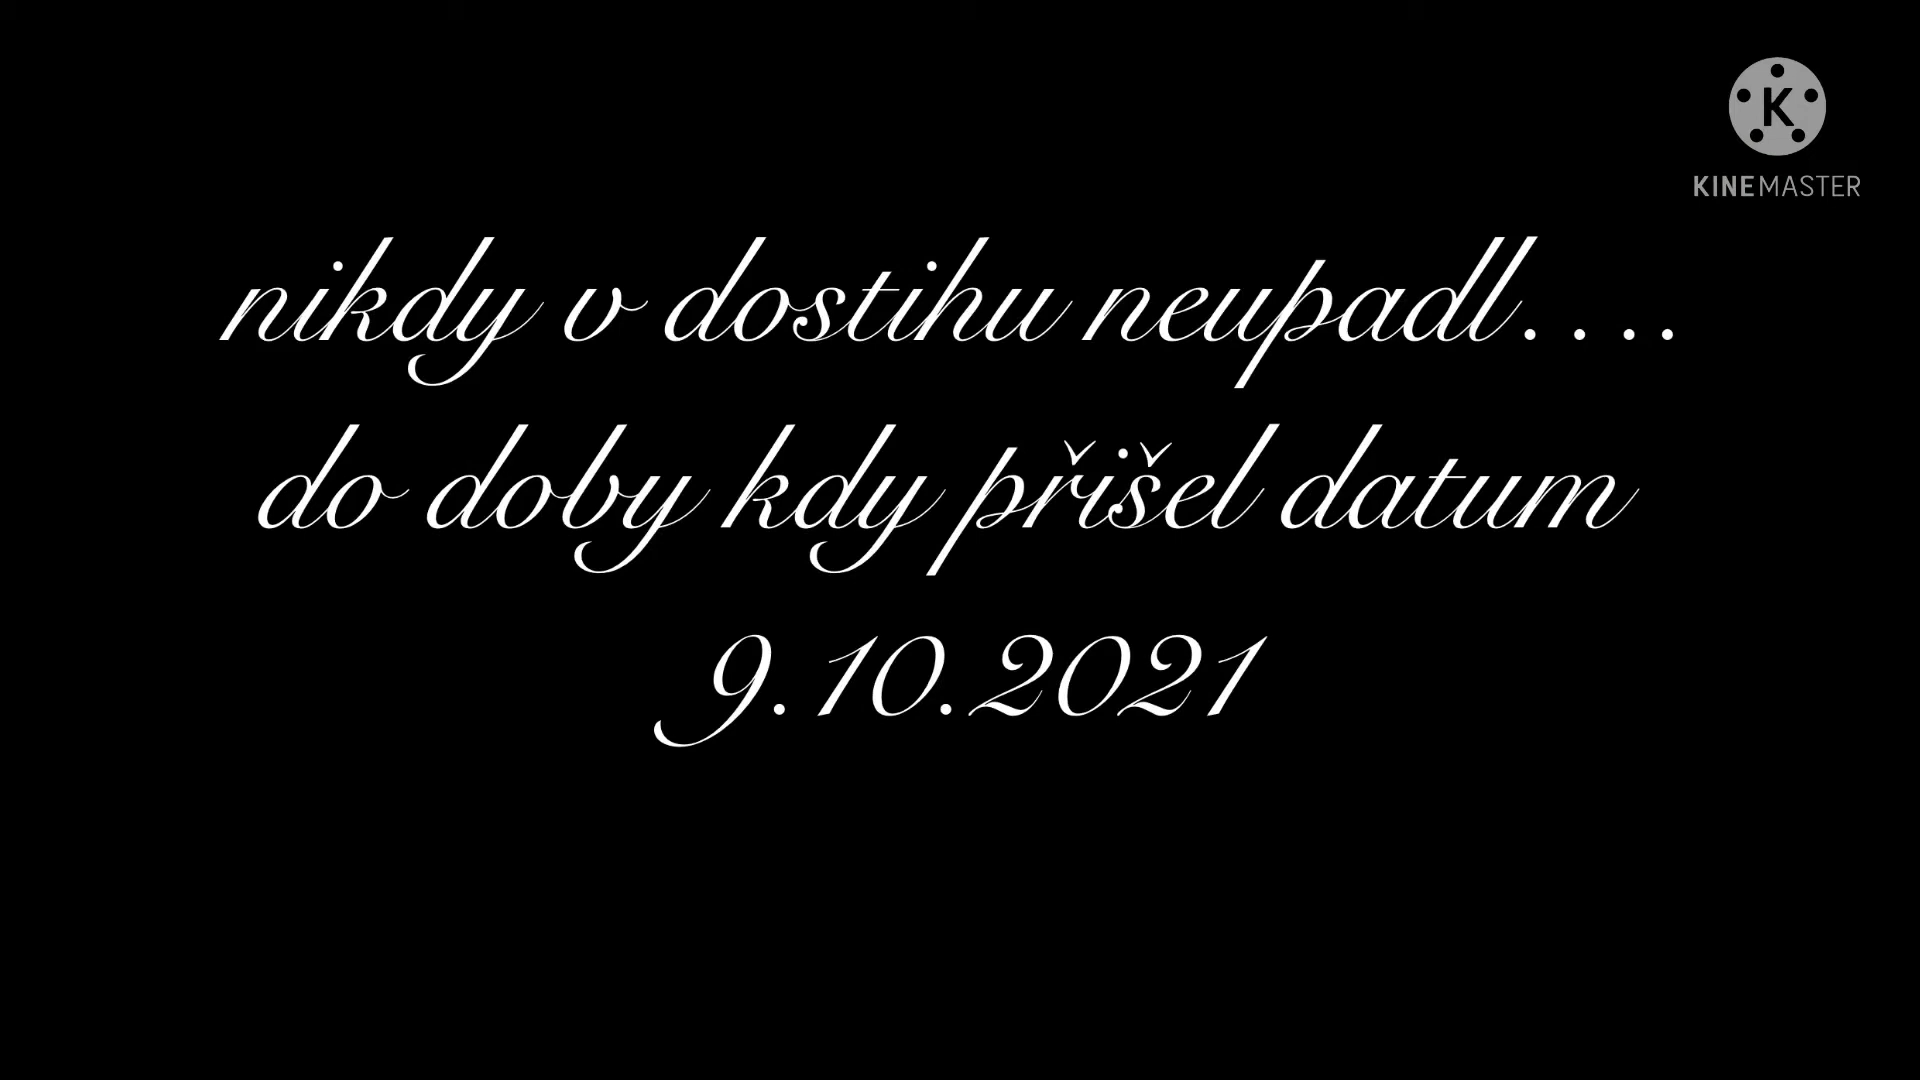 KINEMASTER
nikdy v dostihu neupadl....
do doby kdy přišel datum
9.10.2021